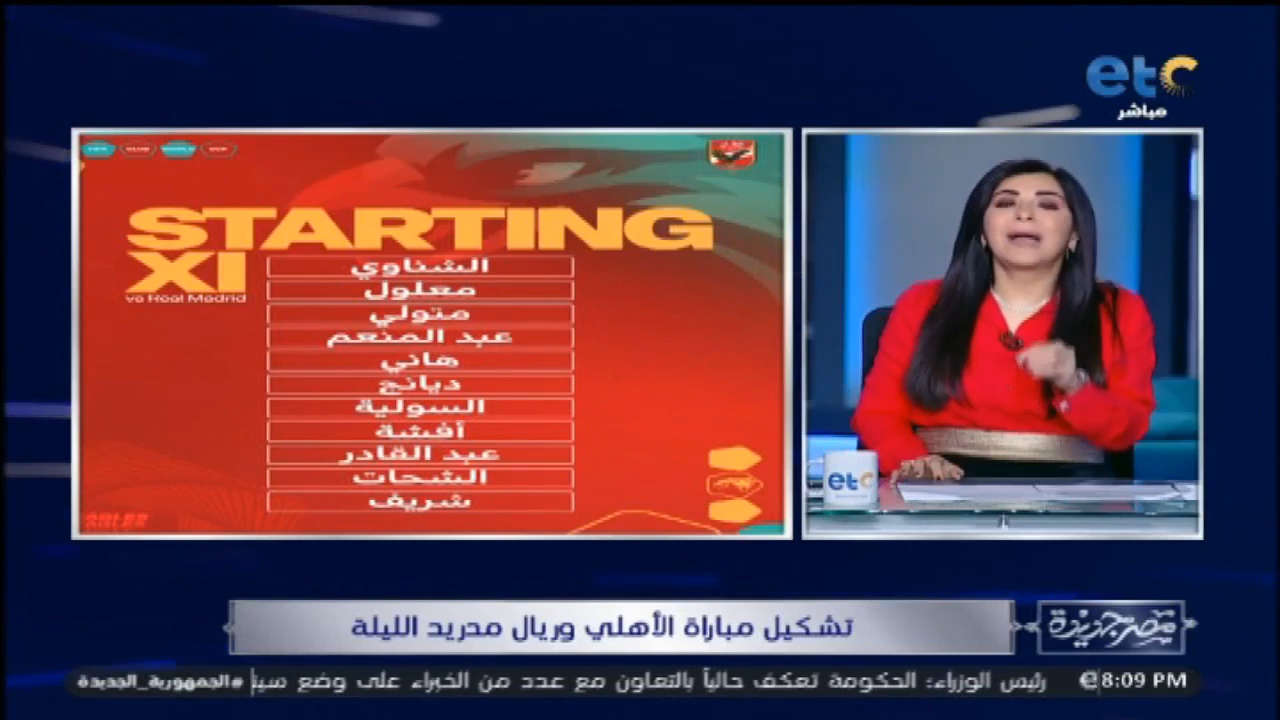 etc
مباشر
STARTING
XI
vs Real Madrid
الشناوي
معلول
متولي
عبد المنعم
هاني
ديانج
السولية
أفشة
عبد القادر
الشحات
شريف
etc
تشكيل مباراة الأهلي وريال مدريد الليلة
مصر جديدة
رئيس الوزراء: الحكومة تعكف حالياً بالتعاون مع عدد من الخبراء على وضع سيا
#الجمهورية_الجديدة
8:09 PM